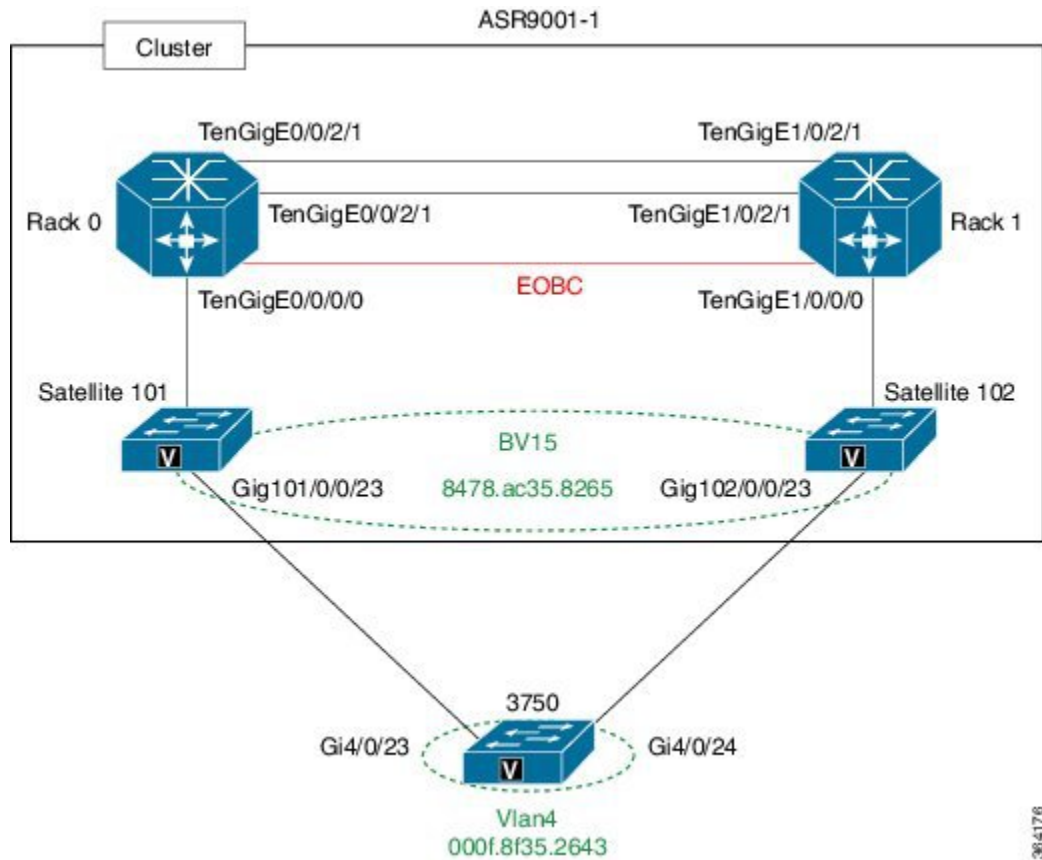 ASR9001-1
Cluster
TenGigE0/0/2/1
TenGigE1/0/2/1
Rack 0
TenGigE0/0/2/1
TenGigE1/0/2/1
Rack 1
EOBC
TenGigE0/0/0/0
TenGigE1/0/0/0
Satellite 101
Satellite 102
BV15
V
V
Gig101/0/0/23
8478.ac35.8265
Gig102/0/0/23
3750
Gi4/0/23
Gi4/0/24
V
Vlan4
000f.8f35.2643
364176